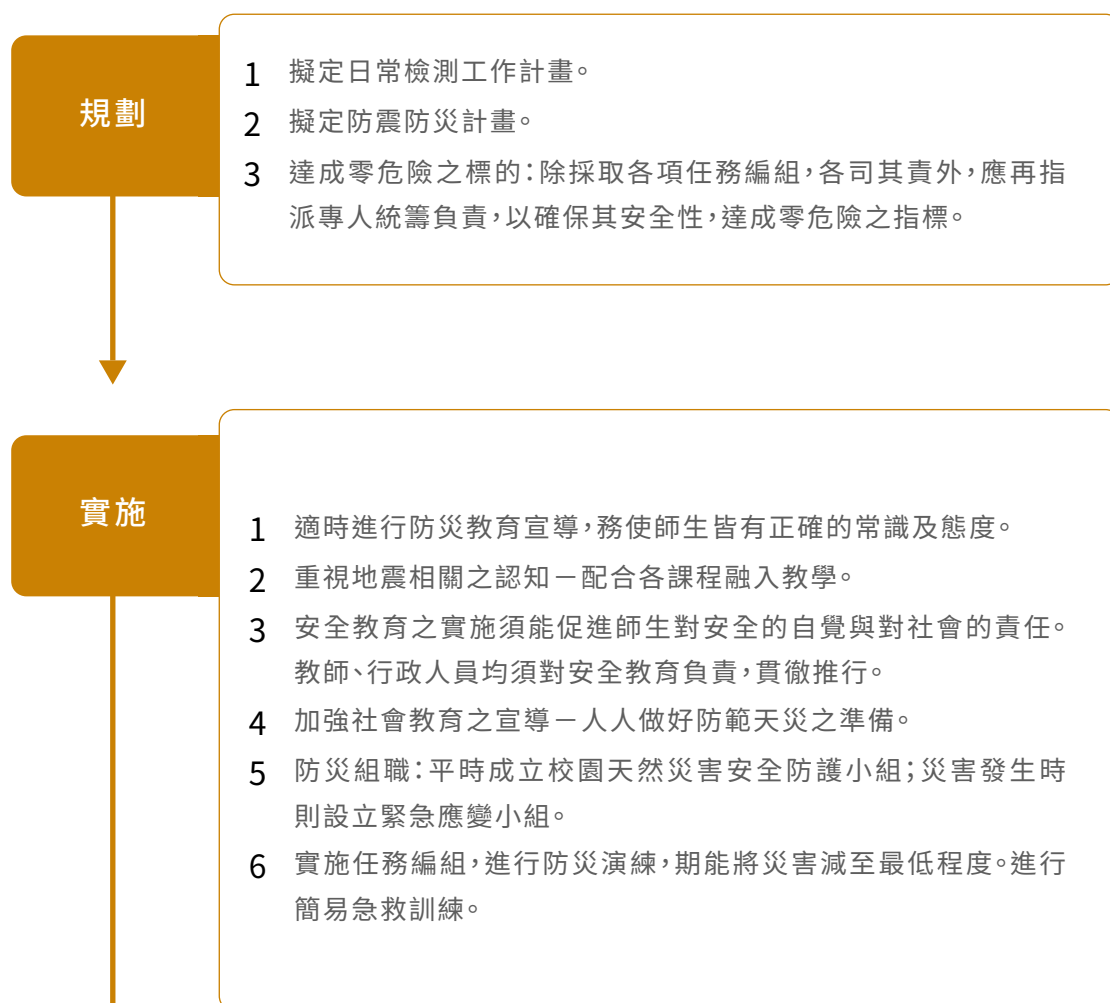 規劃
1 擬定日常檢測工作計畫。
2 擬定防震防災計畫。
3 達成零危險之標的：除採取各項任務編組，各司其責外，應再指
派專人統籌負責，以確保其安全性，達成零危險之指標。
實施
1 適時進行防災教育宣導，務使師生皆有正確的常識及態度。
2 重視地震相關之認知－配合各課程融入教學。
3 安全教育之實施須能促進師生對安全的自覺與對社會的責任。
教師、行政人員均須對安全教育負責，貫徹推行。
4 加強社會教育之宣導－人人做好防範天災之準備。
5 防災組職：平時成立校園天然災害安全防護小組；災害發生時
則設立緊急應變小組。
6 實施任務編組，進行防災演練，期能將災害減至最低程度。進行
簡易急救訓練。